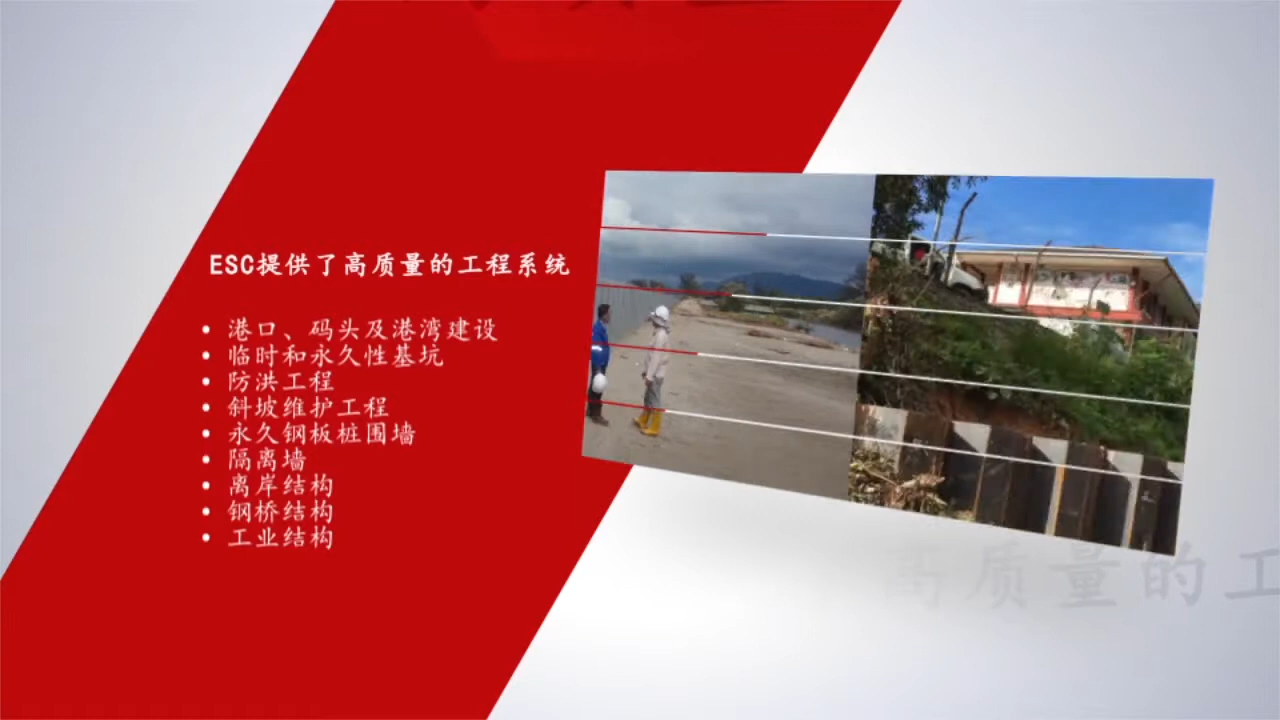 ESC提供了高质量的工程系统
• 港口、码头及港湾建设
• 临时和永久性基坑
• 防洪工程
• 斜坡维护工程
• 永久钢板桩围墙
• 隔离墙
• 离岸结构
• 钢桥结构
• 工业结构
高质量的工